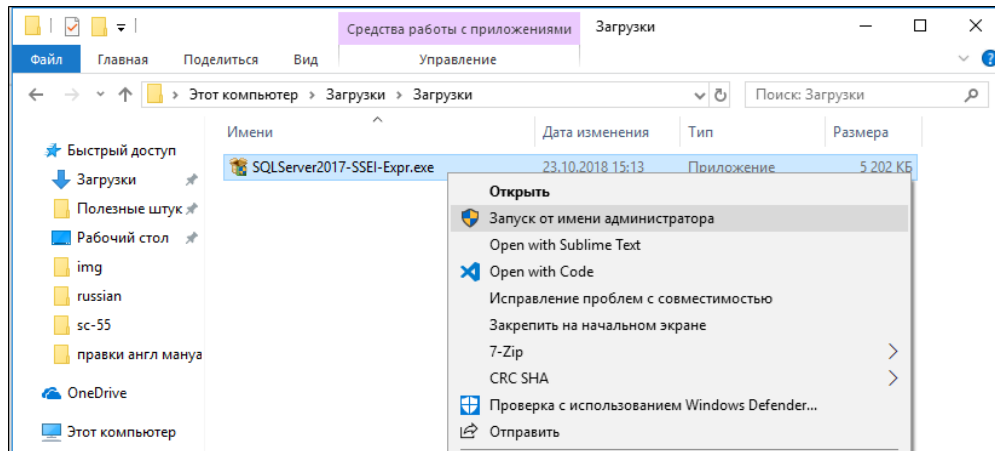 Средства работы с приложениями Загрузки
Файл Главная Поделиться Вид Управление
Этот компьютер Загрузки Загрузки Поиск: Загрузки
Имени Дата изменения Тип Размера
Быстрый доступ
SQLServer2017-SSEI-Expr.exe 23.10.2018 15:13 Приложение 5 202 КБ
Загрузки
Полезные штук
Рабочий стол
img
russian
sc-55
правки англ мануа
OneDrive
Этот компьютер
Открыть
Запуск от имени администратора
Open with Sublime Text
Open with Code
Исправление проблем с совместимостью
Закрепить на начальном экране
7-Zip
CRC SHA
Проверка с использованием Windows Defender...
Отправить